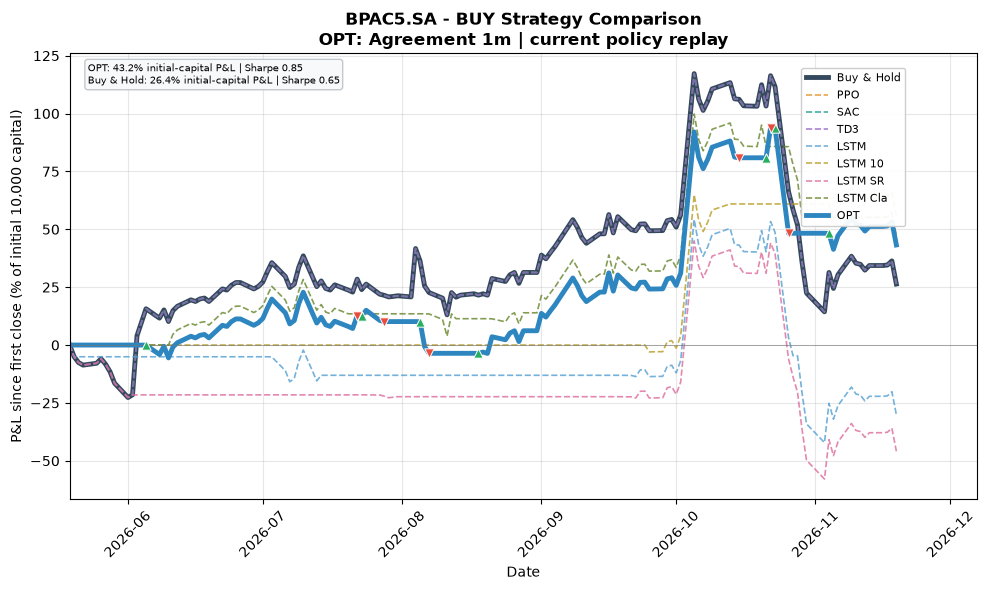 BPAC5.SA - BUY Strategy Comparison
OPT: Agreement 1m | current policy replay
OPT: 43.2% initial-capital P&L | Sharpe 0.85
Buy & Hold: 26.4% initial-capital P&L | Sharpe 0.65
Buy & Hold
PPO
SAC
TD3
LSTM
LSTM 10
LSTM SR
LSTM Cla
OPT
P&L since first close (% of initial 10,000 capital)
125
100
75
50
25
0
−25
−50
2026-06
2026-07
2026-08
2026-09
2026-10
2026-11
2026-12
Date